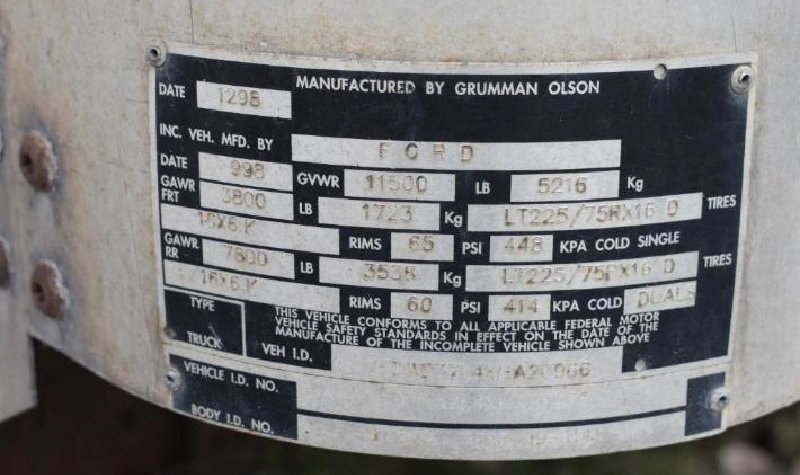 DATE 1298 MANUFACTURED BY GRUMMAN OLSON
INC. VEH. MFD. BY FORD
DATE 998 GVWR 11500 LB 5216 Kg
GAWR FRT 3800 LB 1723 Kg LT225/75RX16 D TIRES
16X6K RIMS 65 PSI 448 KPA COLD SINGLE
GAWR RR 7800 LB 3538 Kg LT225/75RX16 D TIRES
16X6K RIMS 60 PSI 414 KPA COLD DUALS
TYPE
TRUCK
THIS VEHICLE CONFORMS TO ALL APPLICABLE FEDERAL MOTOR
VEHICLE SAFETY STANDARDS IN EFFECT ON THE DATE OF THE
MANUFACTURE OF THE INCOMPLETE VEHICLE SHOWN ABOVE
VEH I.D.
VEHICLE I.D. NO.
BODY I.D. NO.